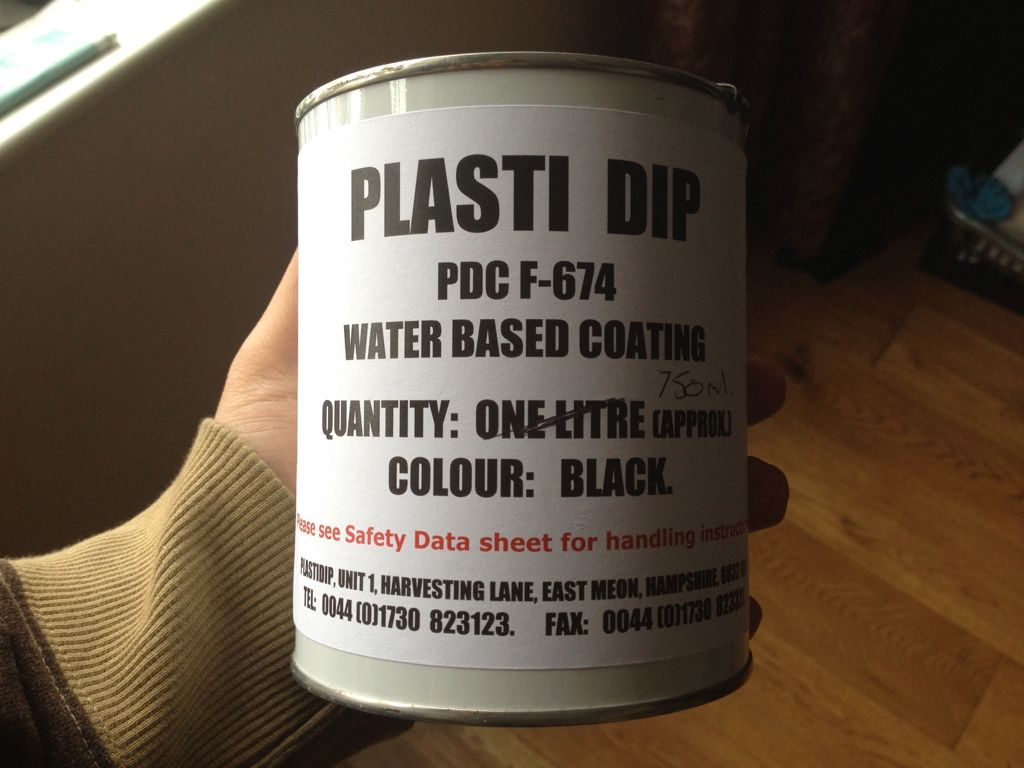 PLASTI DIP
PDC F-674
WATER BASED COATING
750ml.
QUANTITY: ONE LITRE (APPROX.)
COLOUR: BLACK.
see Safety Data sheet for handling
PLASTIDIP, UNIT 1, HARVESTING LANE, EAST MEON, HAMPSHIRE,
TEL: 0044 (0)1730 823123. FAX: 0044 (0)1730